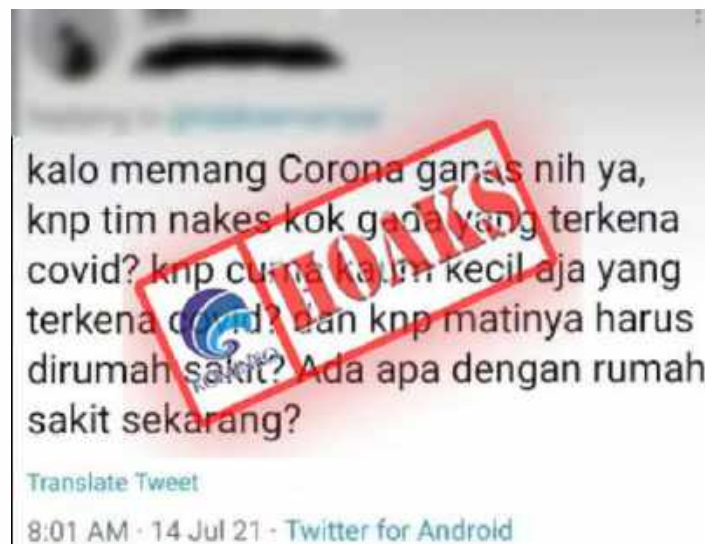 kalo memang Corona ganas nih ya,
knp tim nakes kok gada yang terkena
covid? knp cuma kaum kecil aja yang
terkena covid? dan knp matinya harus
dirumah sakit? Ada apa dengan rumah
sakit sekarang?
HOAKS
KOMINFO
Translate Tweet
8:01 AM · 14 Jul 21 · Twitter for Android